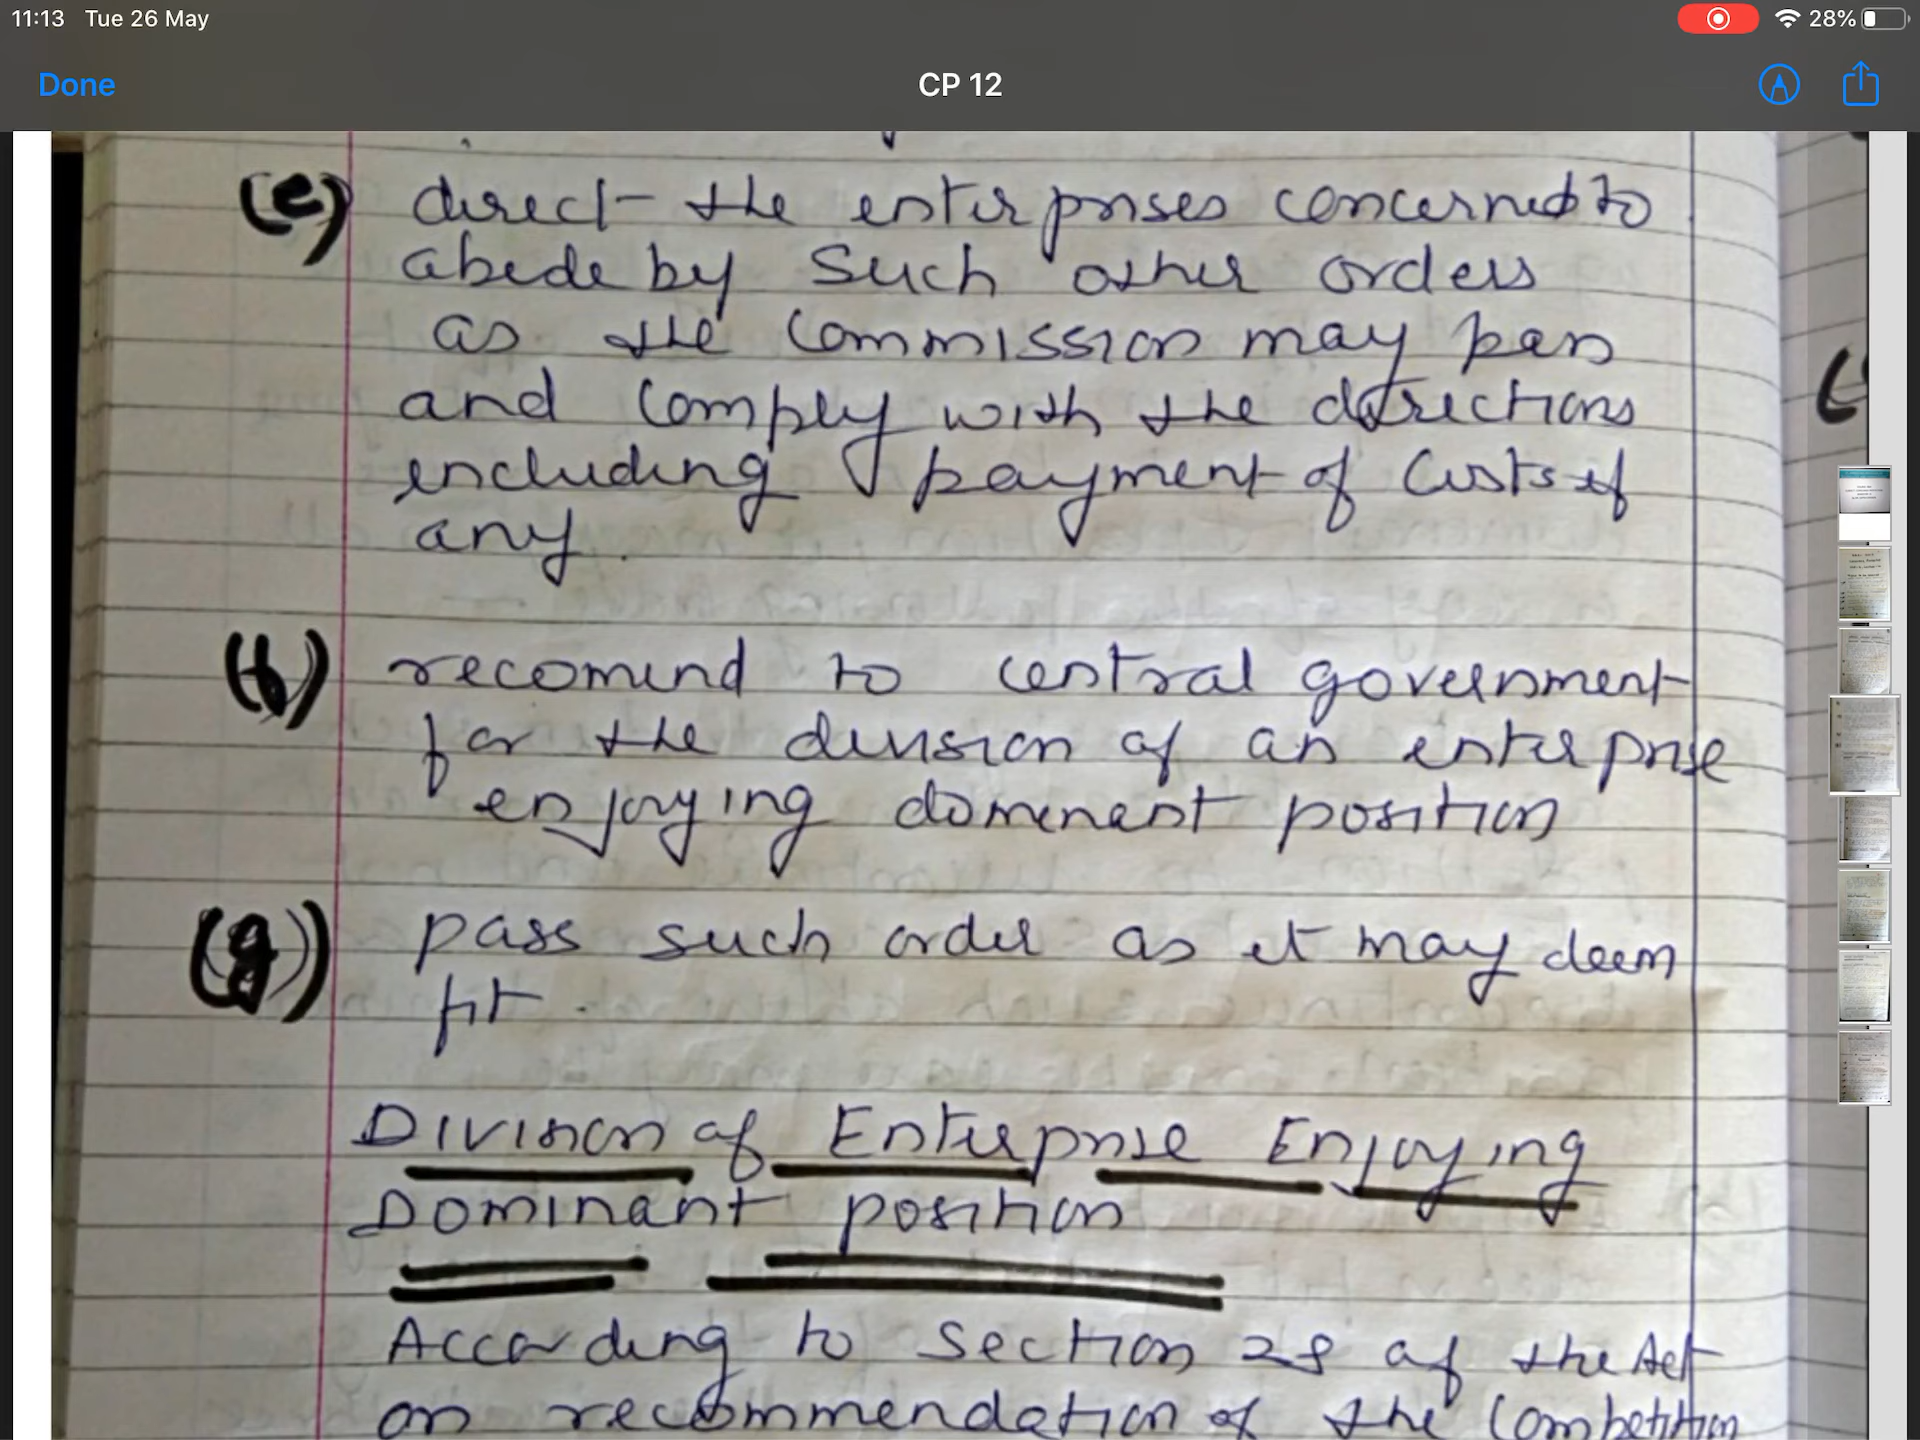 11:13 Tue 26 May
28%
Done
CP 12
(e) direct the enterprises concerned to
abide by such other orders
as the commission may pass
and comply with the directions
including payment of costs if
any.
recomend to central government
for the division of an enterprise
enjoying dominant position
(g) pass such order as it may deem
fit.
Division of Enterprise Enjoying
Dominant position
According to section 28 of the Act
on recommendation of the Competition